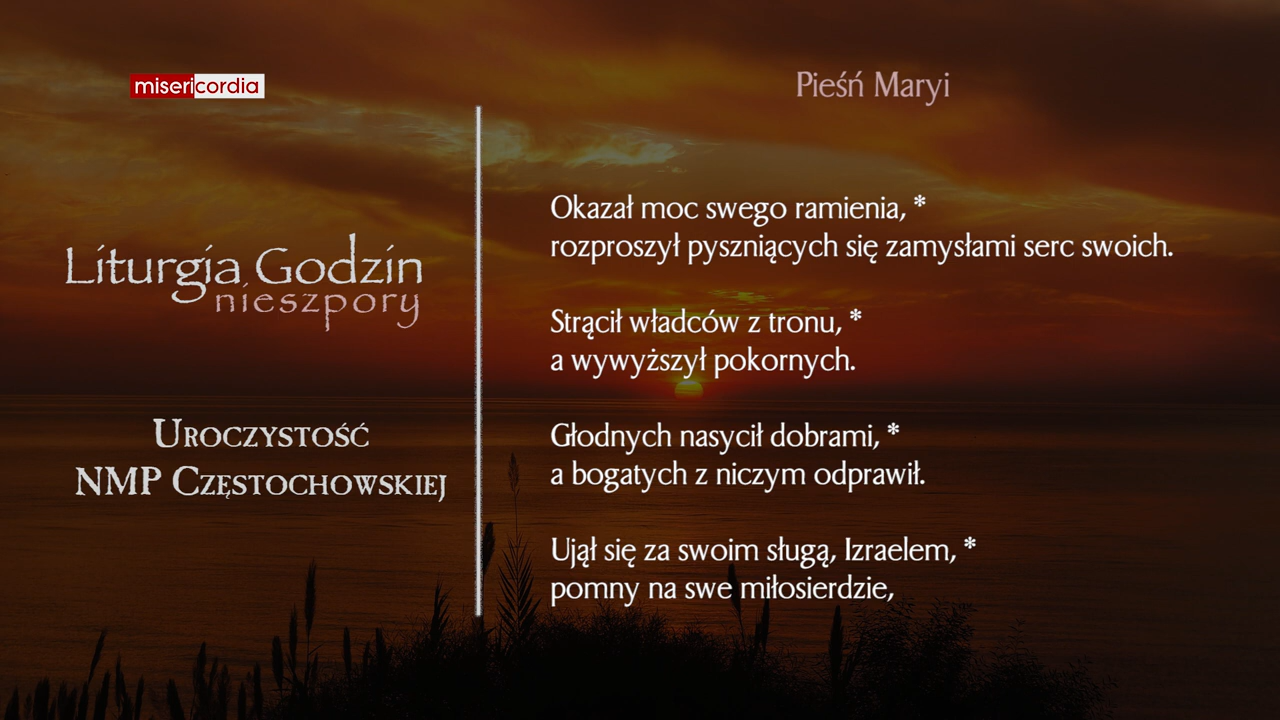 misericordia
Liturgia Godzin
nieszpory
Uroczystość
NMP Częstochowskiej
Pieśń Maryi
Okazał moc swego ramienia, *
rozproszył pyszniących się zamysłami serc swoich.
Strącił władców z tronu, *
a wywyższył pokornych.
Głodnych nasycił dobrami, *
a bogatych z niczym odprawił.
Ujął się za swoim sługą, Izraelem, *
pomny na swe miłosierdzie,